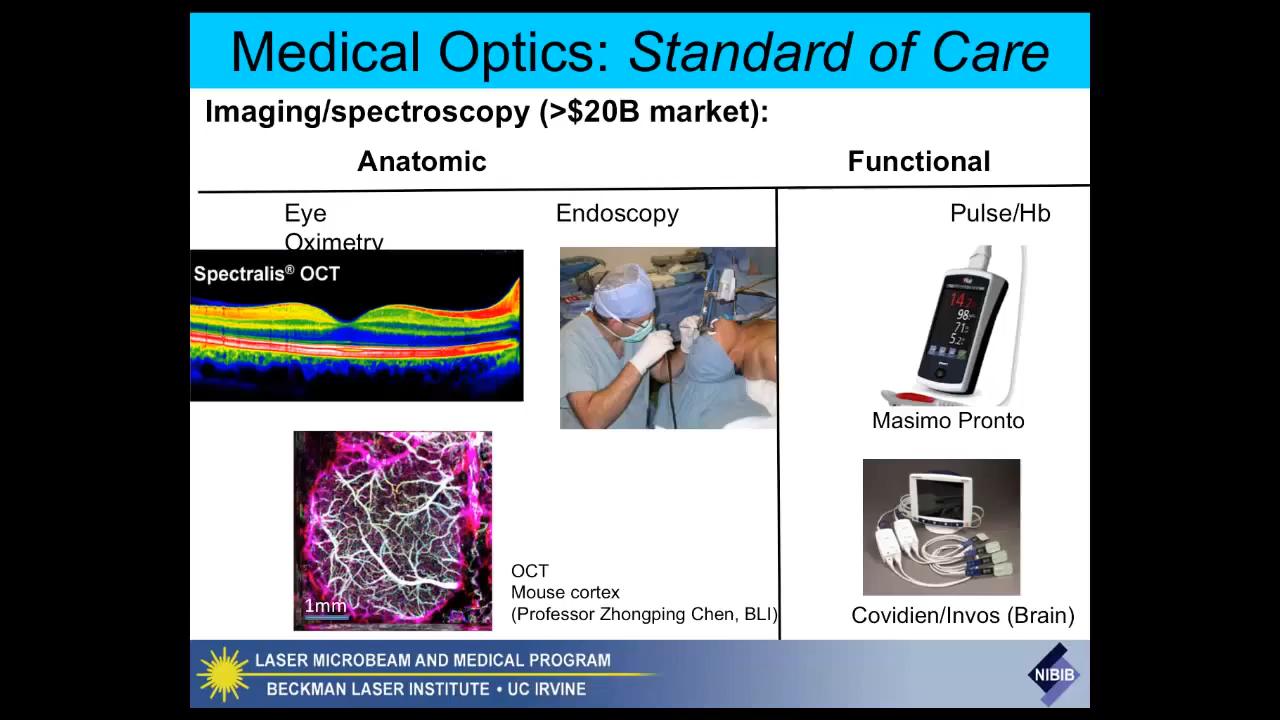 Medical Optics: Standard of Care
Imaging/spectroscopy (>$20B market):
Anatomic
Functional
Eye
Oximetry
Endoscopy
Pulse/Hb
Spectralis® OCT
Masimo Pronto
1mm
OCT
Mouse cortex
(Professor Zhongping Chen, BLI)
Covidien/Invos (Brain)
LASER MICROBEAM AND MEDICAL PROGRAM
BECKMAN LASER INSTITUTE • UC IRVINE
NIBIB